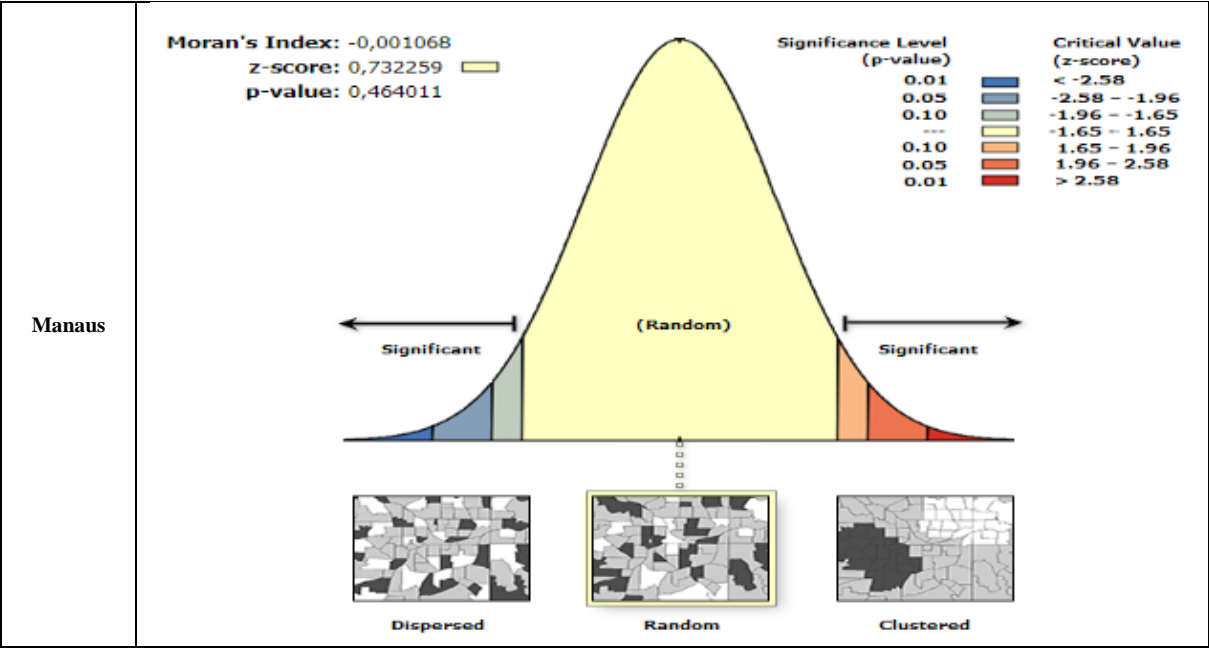 Manaus
Moran's Index: -0,001068
z-score: 0,732259
p-value: 0,464011
Significance Level
(p-value)
Critical Value
(z-score)
0.01 < -2.58
0.05 -2.58 – -1.96
0.10 -1.96 – -1.65
--- -1.65 - 1.65
0.10 1.65 – 1.96
0.05 1.96 – 2.58
0.01 > 2.58
(Random)
Significant
Significant
Dispersed
Random
Clustered